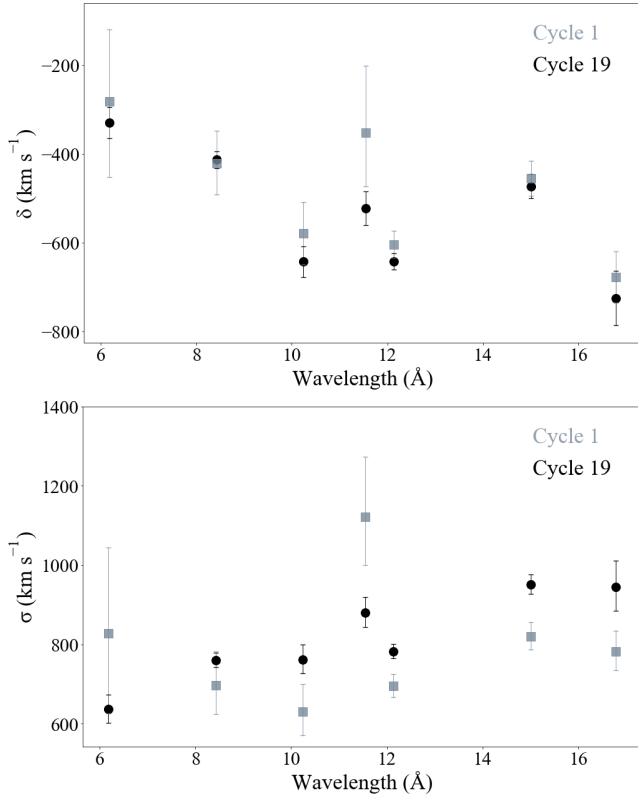 Cycle 1
Cycle 19
δ (km s⁻¹)
−200
−400
−600
−800
6 8 10 12 14 16
Wavelength (Å)
Cycle 1
Cycle 19
σ (km s⁻¹)
1400
1200
1000
800
600
6 8 10 12 14 16
Wavelength (Å)